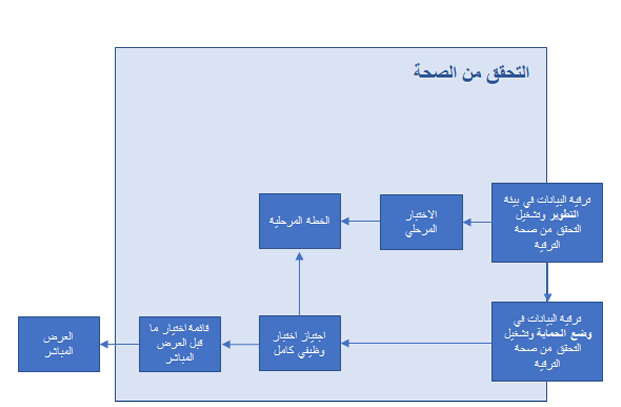 التحقق من الصحة
ترقية البيانات في بيئة
التطوير وتشغيل
التحقق من صحة
الترقية
الاختبار
المرحلي
الخطة المرحلية
ترقية البيانات في
وضع الحماية وتشغيل
التحقق من صحة
الترقية
اجتياز اختبار
وظيفي كامل
قائمة اختيار ما
قبل العرض
المباشر
العرض
المباشر